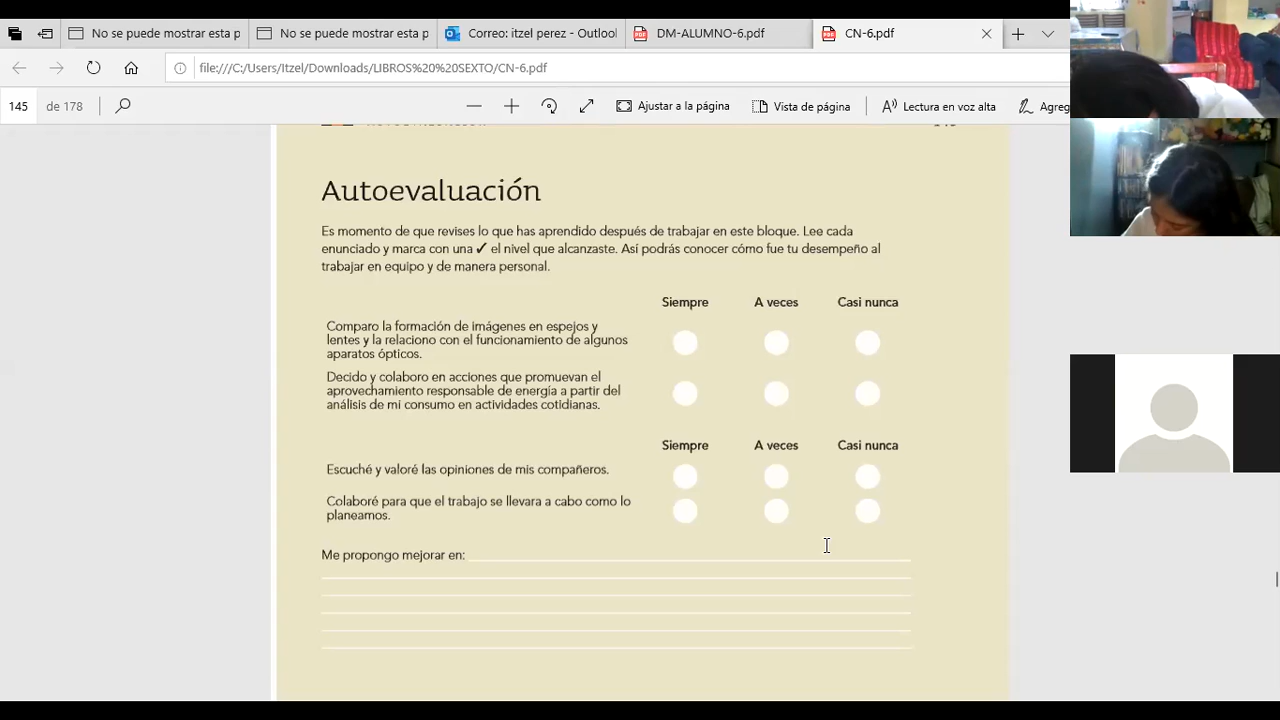 No se puede mostrar esta p
No se puede mostrar esta p
Correo: itzel perez - Outlool
DM-ALUMNO-6.pdf
CN-6.pdf
file:///C:/Users/Itzel/Downloads/LIBROS%20%20SEXTO/CN-6.pdf
145 de 178
Ajustar a la página
Vista de página
Lectura en voz alta
Agreg
Autoevaluación
Es momento de que revises lo que has aprendido después de trabajar en este bloque. Lee cada
enunciado y marca con una ✓ el nivel que alcanzaste. Así podrás conocer cómo fue tu desempeño al
trabajar en equipo y de manera personal.
Siempre A veces Casi nunca
Comparo la formación de imágenes en espejos y
lentes y la relaciono con el funcionamiento de algunos
aparatos ópticos.
Decido y colaboro en acciones que promuevan el
aprovechamiento responsable de energía a partir del
análisis de mi consumo en actividades cotidianas.
Siempre A veces Casi nunca
Escuché y valoré las opiniones de mis compañeros.
Colaboré para que el trabajo se llevara a cabo como lo
planeamos.
Me propongo mejorar en: